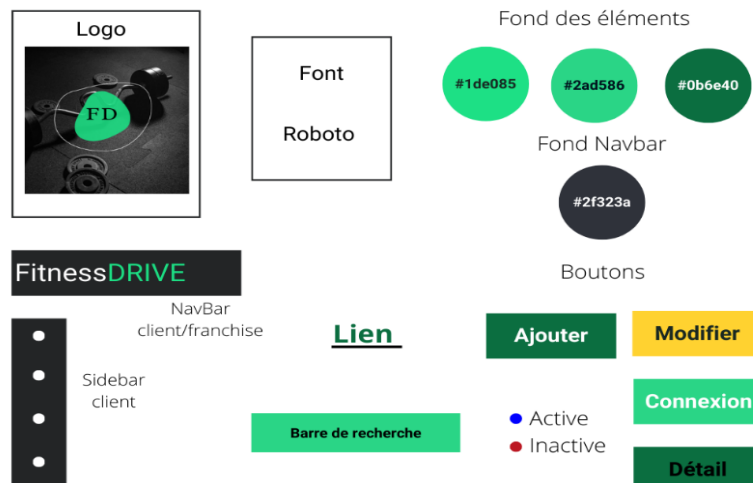 Logo
FD
Font
Roboto
Fond des éléments
#1de085
#2ad586
#0b6e40
Fond Navbar
#2f323a
FitnessDRIVE
NavBar
client/franchise
Sidebar
client
Lien
Barre de recherche
Boutons
Ajouter
Modifier
Connexion
Active
Inactive
Détail